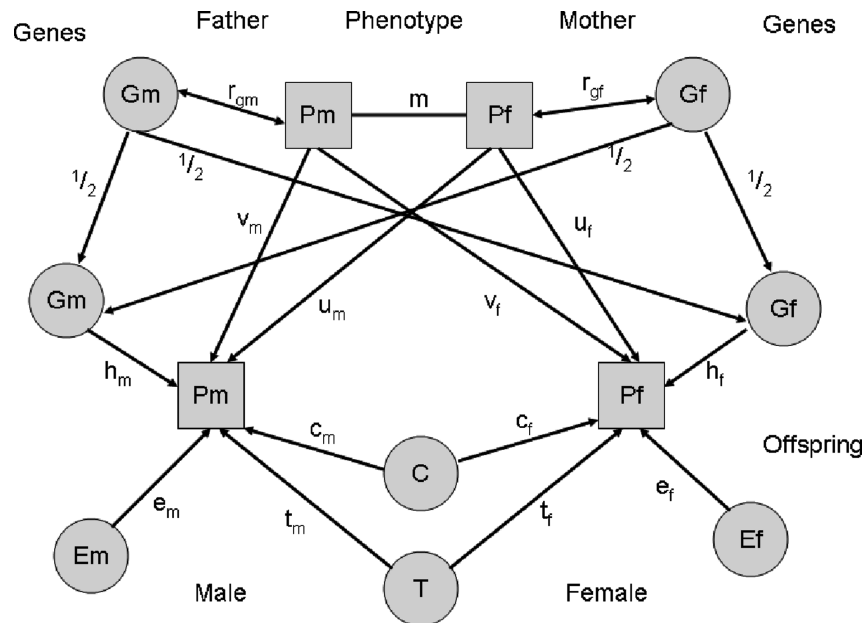 Genes Father Phenotype Mother Genes
Gm r_gm Pm m Pf r_gf Gf
1/2 1/2 1/2 1/2
v_m u_f
Gm u_m v_f Gf
h_m Pm Pf h_f
c_m c_f Offspring
C
e_m t_m t_f e_f
Em T Ef
Male Female